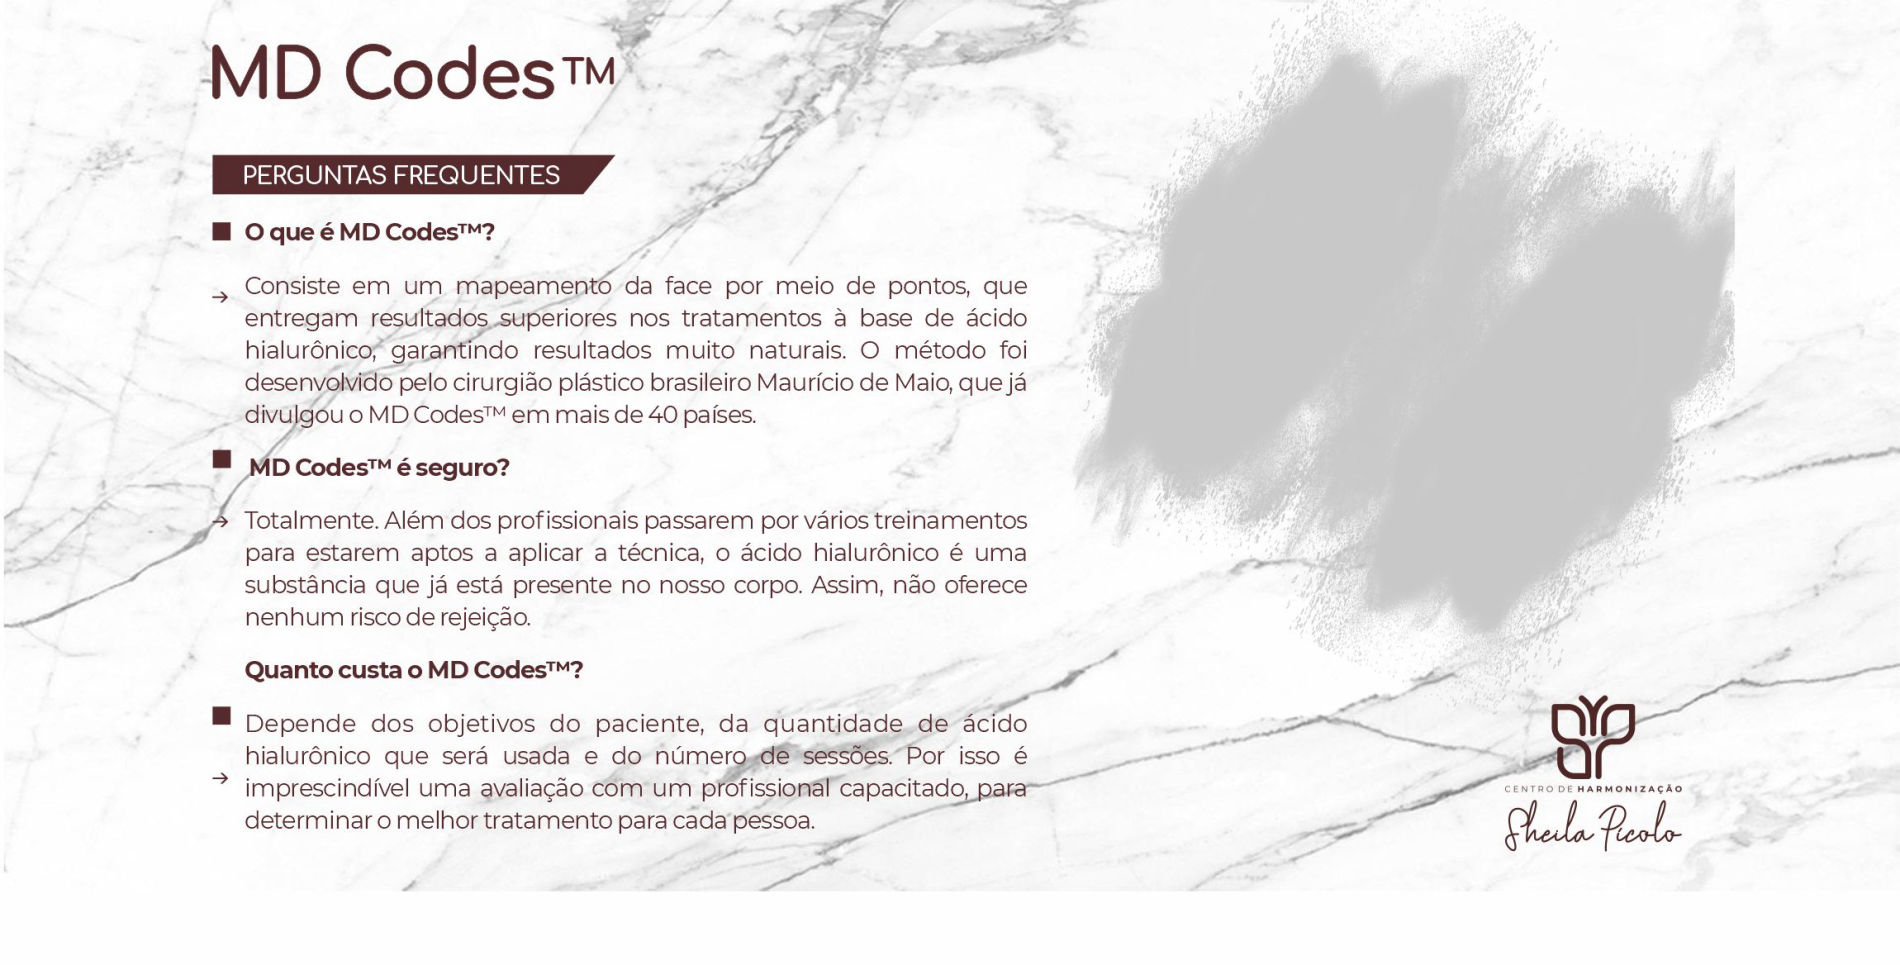 MD Codes™
PERGUNTAS FREQUENTES
O que é MD Codes™?
Consiste em um mapeamento da face por meio de pontos, que
entregam resultados superiores nos tratamentos à base de ácido
hialurônico, garantindo resultados muito naturais. O método foi
desenvolvido pelo cirurgião plástico brasileiro Maurício de Maio, que já
divulgou o MD Codes™ em mais de 40 países.
MD Codes™ é seguro?
Totalmente. Além dos profissionais passarem por vários treinamentos
para estarem aptos a aplicar a técnica, o ácido hialurônico é uma
substância que já está presente no nosso corpo. Assim, não oferece
nenhum risco de rejeição.
Quanto custa o MD Codes™?
Depende dos objetivos do paciente, da quantidade de ácido
hialurônico que será usada e do número de sessões. Por isso é
imprescindível uma avaliação com um profissional capacitado, para
determinar o melhor tratamento para cada pessoa.
CENTRO DE HARMONIZAÇÃO
Sheila Picolo